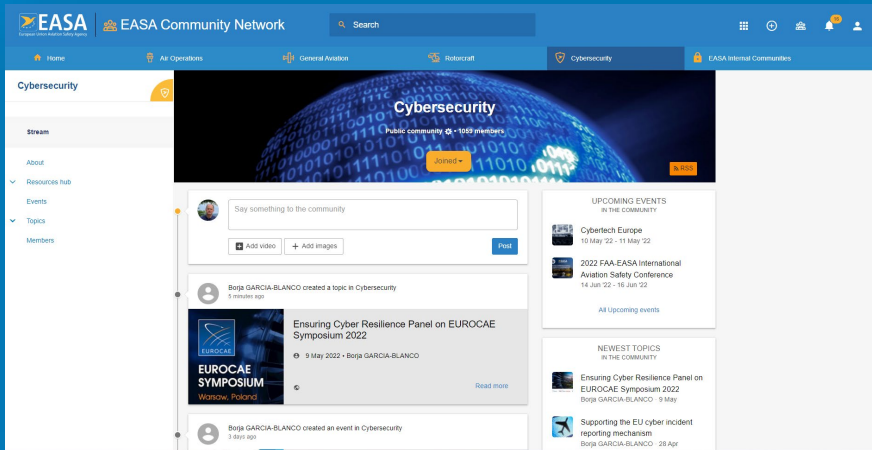 EASA
European Union Aviation Safety Agency
EASA Community Network
Search
16
Home
Air Operations
General Aviation
Rotorcraft
Cybersecurity
EASA Internal Communities
Cybersecurity
Stream
About
Resources hub
Events
Topics
Members
Cybersecurity
Public community • 1059 members
Joined
RSS
Say something to the community
Add video
Add images
Post
Borja GARCIA-BLANCO created a topic in Cybersecurity
5 minutes ago
EUROCAE
EUROCAE
SYMPOSIUM
Warsaw, Poland
Ensuring Cyber Resilience Panel on EUROCAE
Symposium 2022
9 May 2022 • Borja GARCIA-BLANCO
Read more
Borja GARCIA-BLANCO created an event in Cybersecurity
3 days ago
UPCOMING EVENTS
IN THE COMMUNITY
Cybertech Europe
10 May '22 - 11 May '22
2022 FAA-EASA International
Aviation Safety Conference
14 Jun '22 - 16 Jun '22
All Upcoming events
NEWEST TOPICS
IN THE COMMUNITY
Ensuring Cyber Resilience Panel on
EUROCAE Symposium 2022
Borja GARCIA-BLANCO - 9 May
Supporting the EU cyber incident
reporting mechanism
Borja GARCIA-BLANCO - 28 Apr